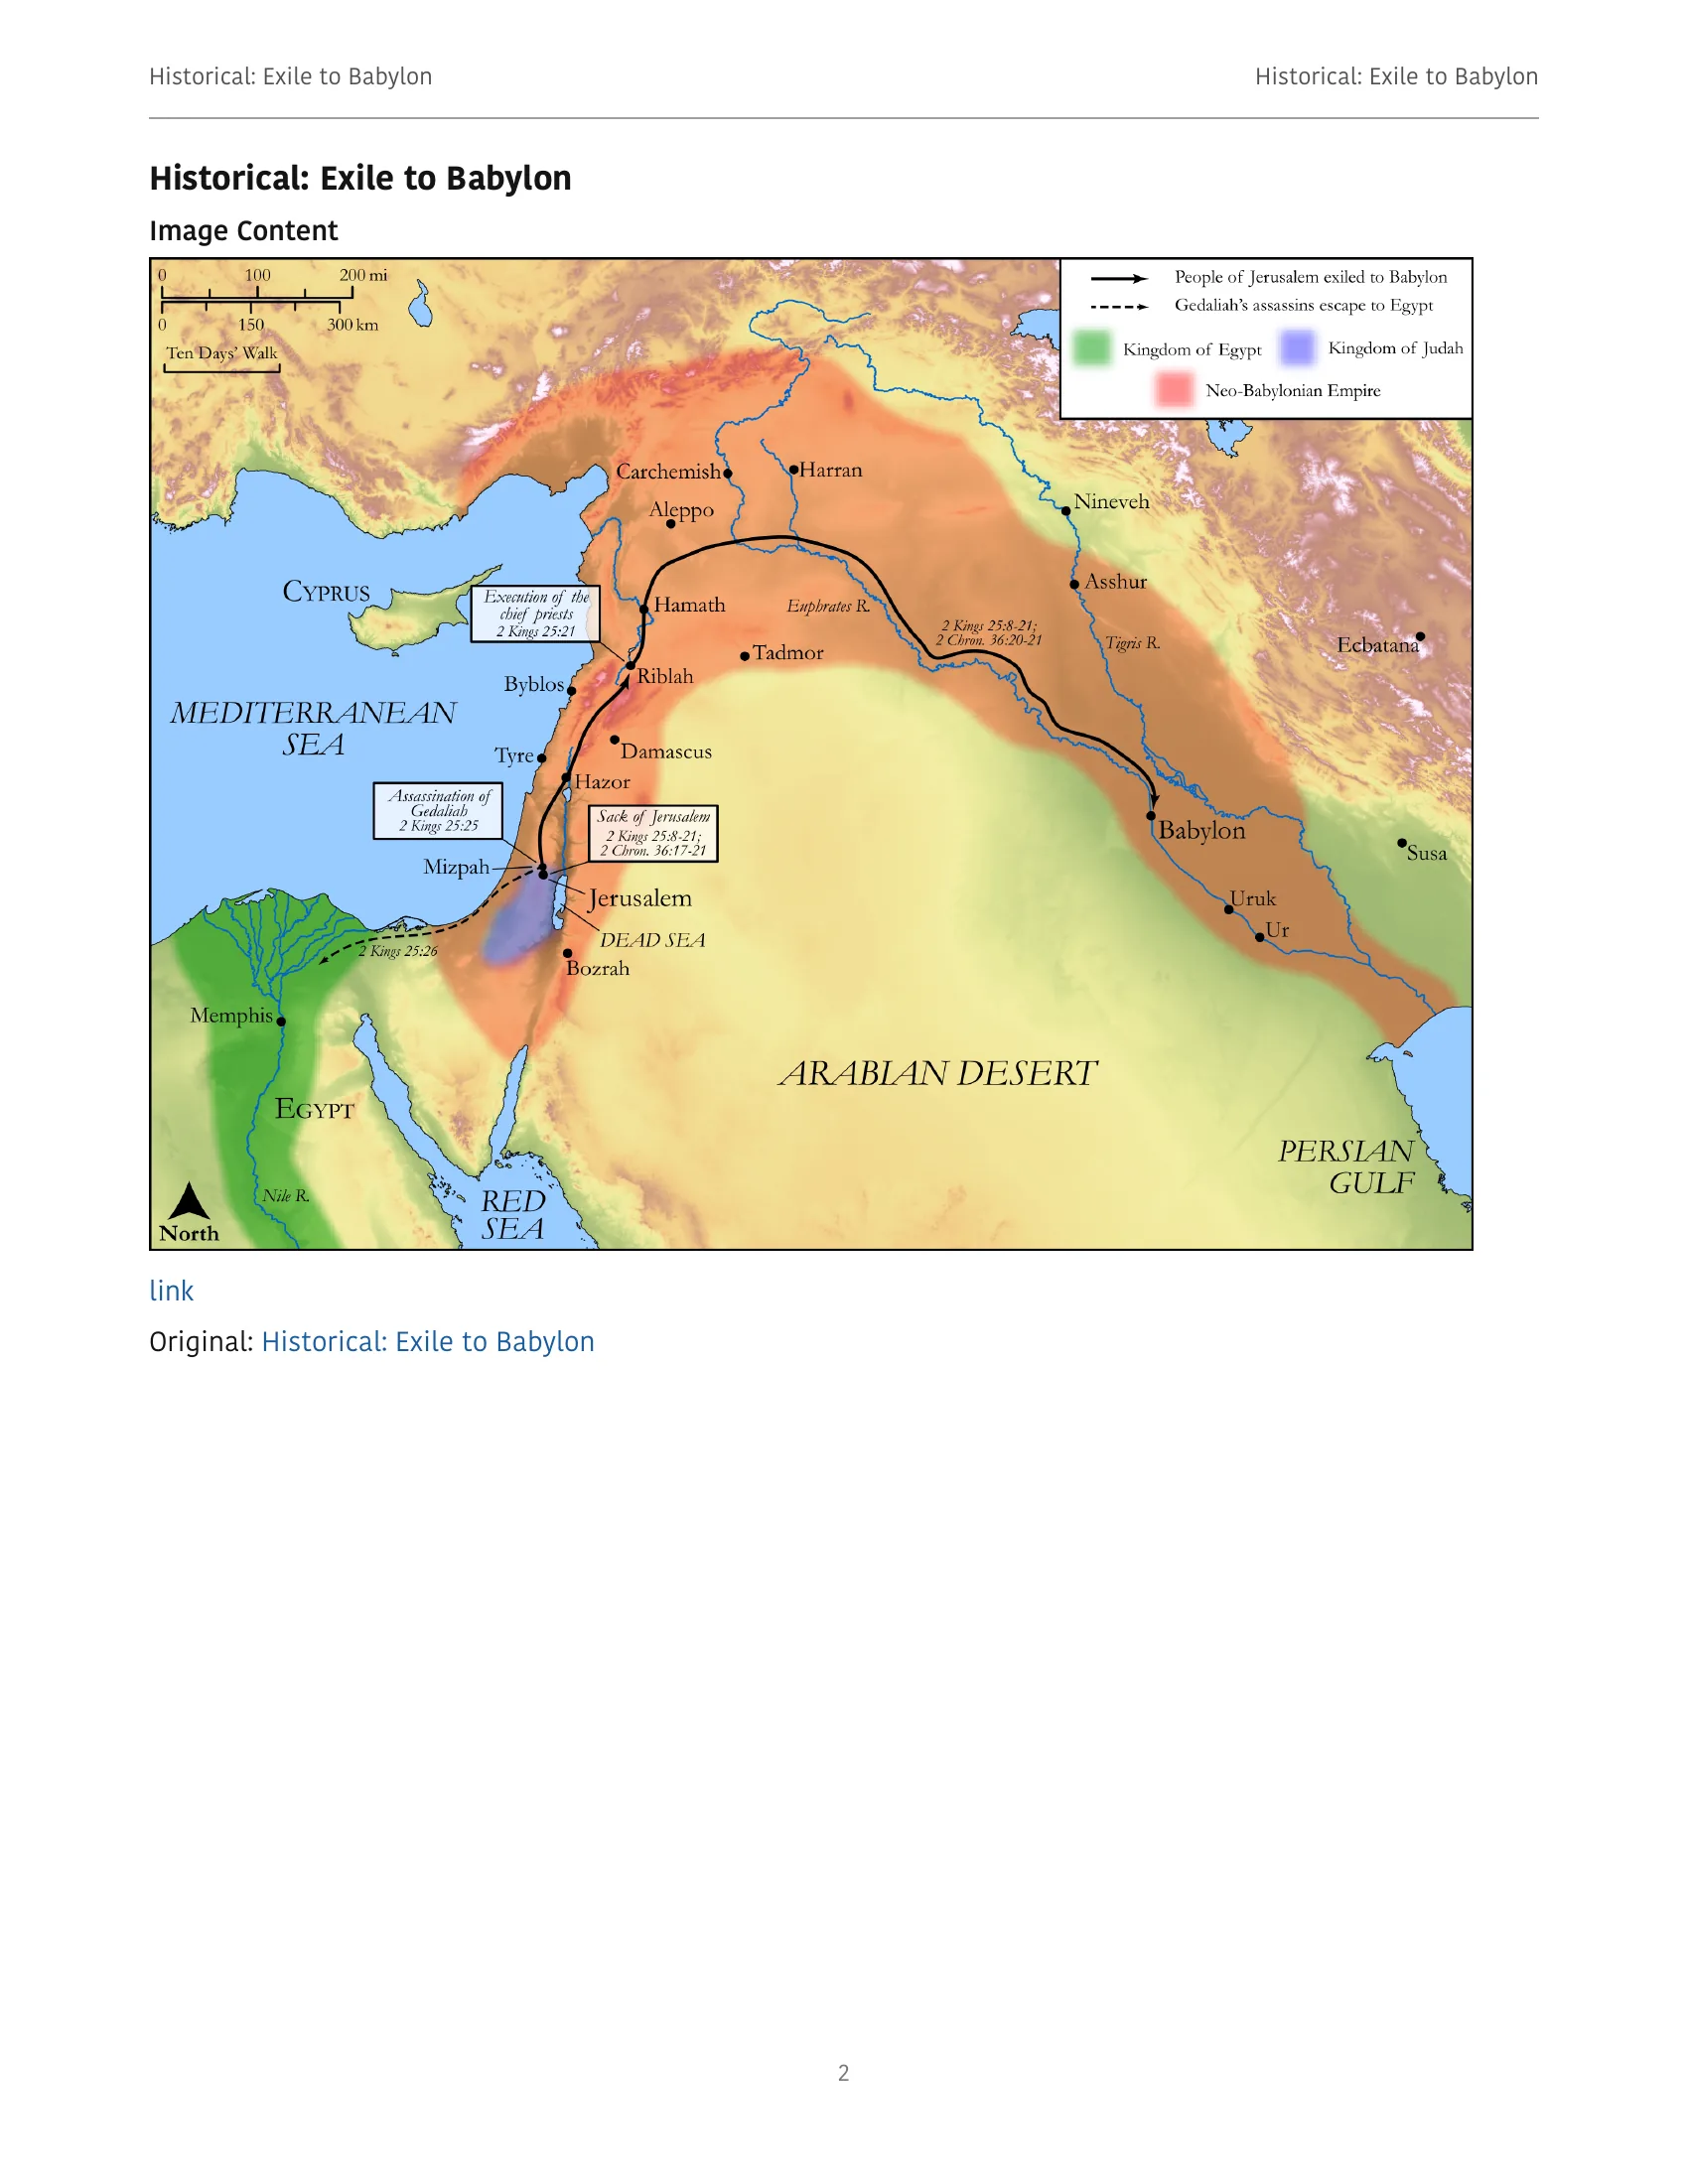 Historical: Exile to Babylon
Historical: Exile to Babylon
Historical: Exile to Babylon
Image Content
0 100 200 mi
0 150 300 km
Ten Days' Walk
People of Jerusalem exiled to Babylon
Gedaliah's assassins escape to Egypt
Kingdom of Egypt
Kingdom of Judah
Neo-Babylonian Empire
Carchemish
Harran
Aleppo
Nineveh
Asshur
CYPRUS
Execution of the
chief priests
2 Kings 25:21
Hamath
Euphrates R.
2 Kings 25:8-21;
2 Chron. 36:20-21
Tigris R.
Ecbatana
Tadmor
Riblah
Byblos
MEDITERRANEAN
SEA
Tyre
Damascus
Hazor
Assassination of
Gedaliah
2 Kings 25:25
Sack of Jerusalem
2 Kings 25:8-21;
2 Chron. 36:17-21
Babylon
Susa
Mizpah
Jerusalem
Uruk
Ur
DEAD SEA
2 Kings 25:26
Bozrah
Memphis
ARABIAN DESERT
EGYPT
PERSIAN
GULF
Nile R.
RED
SEA
North
link
Original: Historical: Exile to Babylon
2